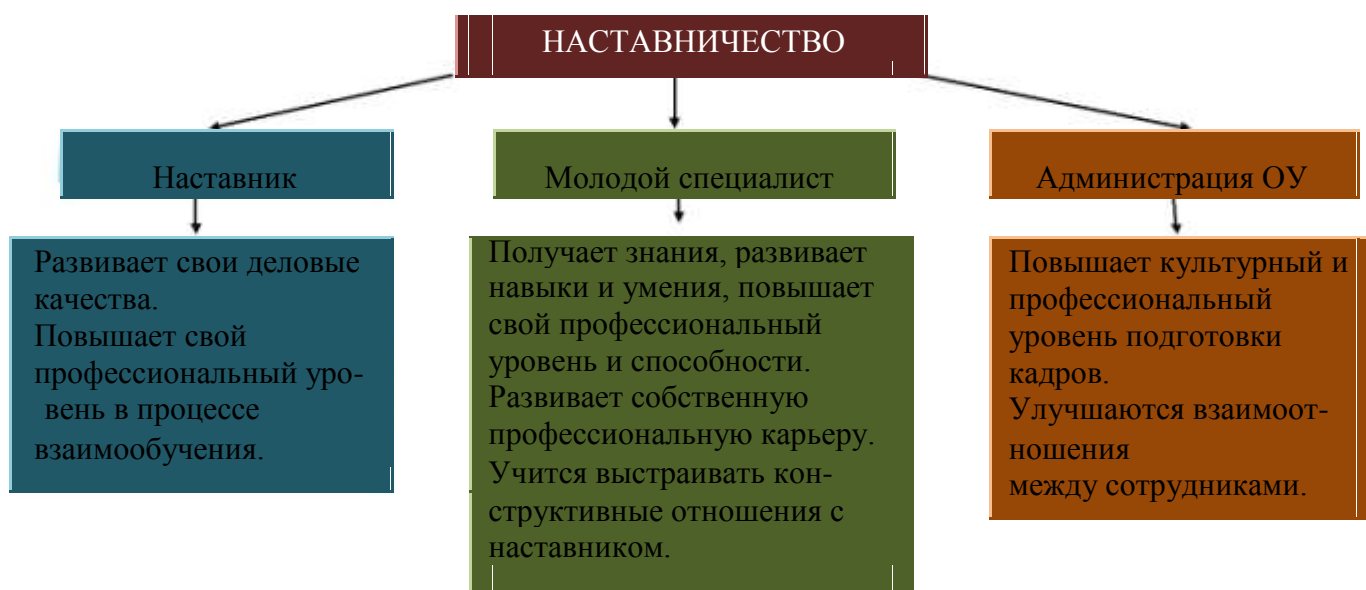 НАСТАВНИЧЕСТВО
Наставник
Развивает свои деловые
качества.
Повышает свой
профессиональный уро-
вень в процессе
взаимообучения.
Молодой специалист
Получает знания, развивает
навыки и умения, повышает
свой профессиональный
уровень и способности.
Развивает собственную
профессиональную карьеру.
Учится выстраивать кон-
структивные отношения с
наставником.
Администрация ОУ
Повышает культурный и
профессиональный
уровень подготовки
кадров.
Улучшаются взаимоот-
ношения
между сотрудниками.